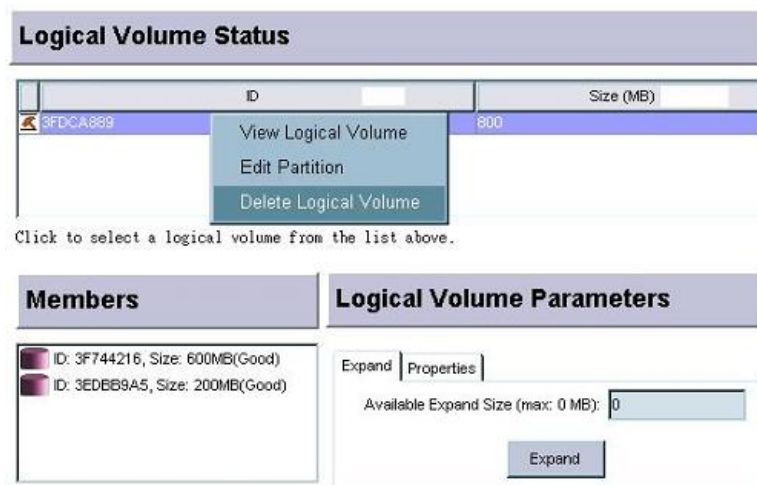 Logical Volume Status
ID Size (MB)
3FDCA889 800
View Logical Volume
Edit Partition
Delete Logical Volume
Click to select a logical volume from the list above.
Members
Logical Volume Parameters
ID: 3F744216, Size: 600MB(Good)
ID: 3EDBB9A5, Size: 200MB(Good)
Expand Properties
Available Expand Size (max: 0 MB): 0
Expand